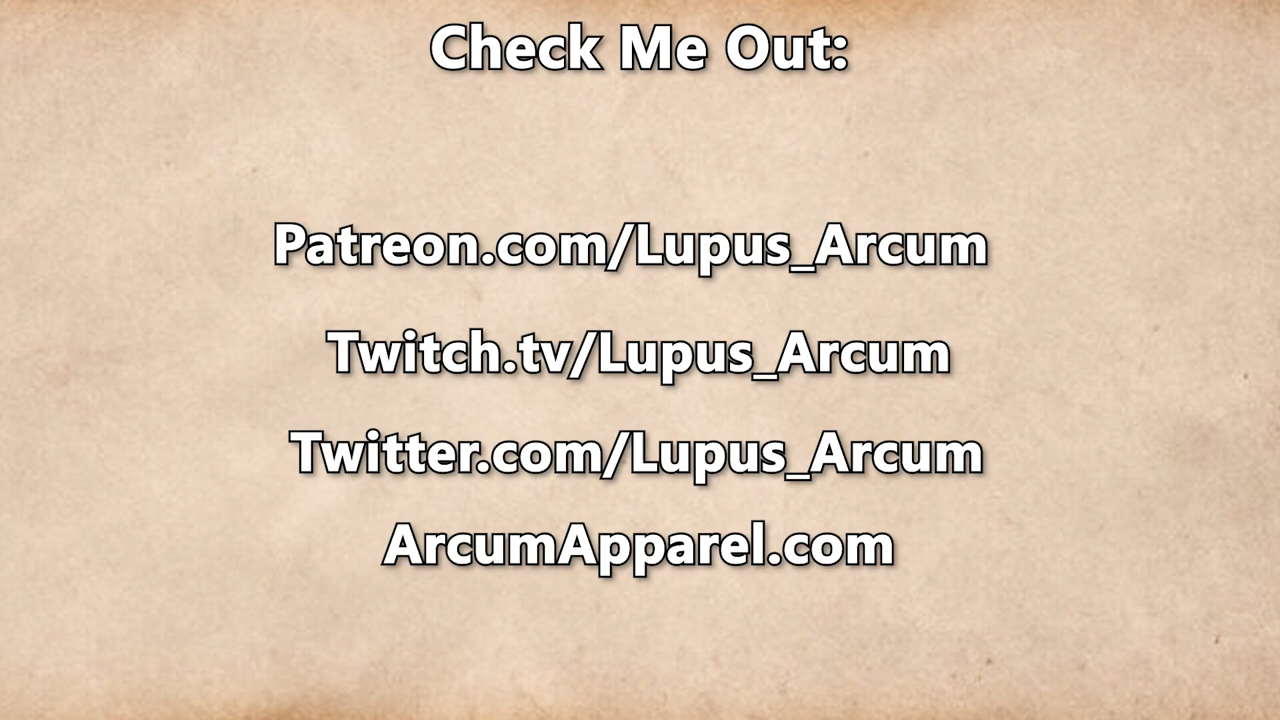 Check Me Out:
Patreon.com/Lupus_Arcum
Twitch.tv/Lupus_Arcum
Twitter.com/Lupus_Arcum
ArcumApparel.com